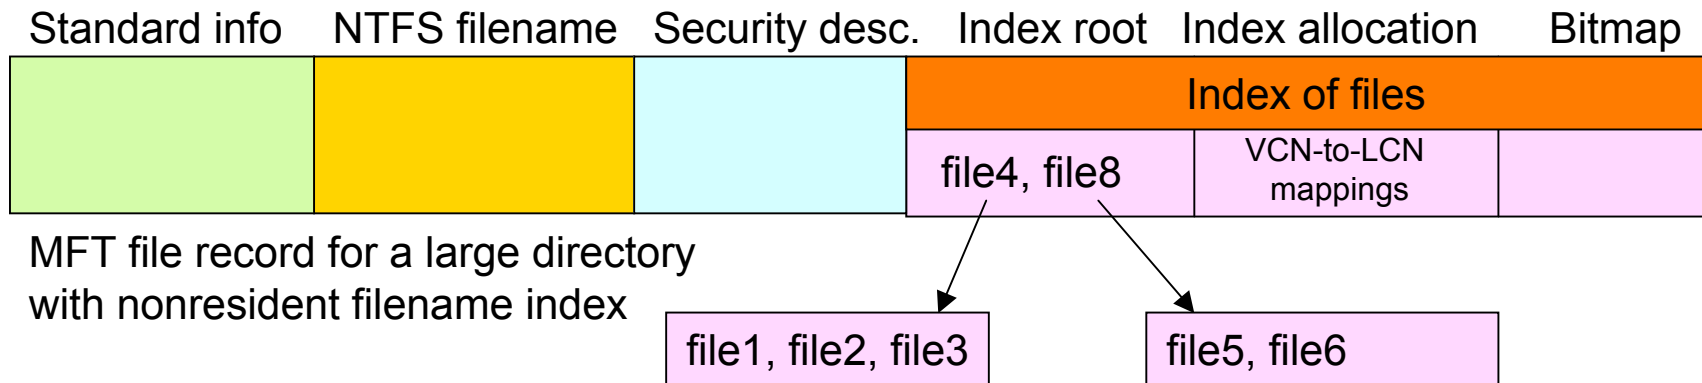 Standard info NTFS filename Security desc. Index root Index allocation Bitmap
Index of files
file4, file8
VCN-to-LCN
mappings
MFT file record for a large directory
with nonresident filename index
file1, file2, file3
file5, file6